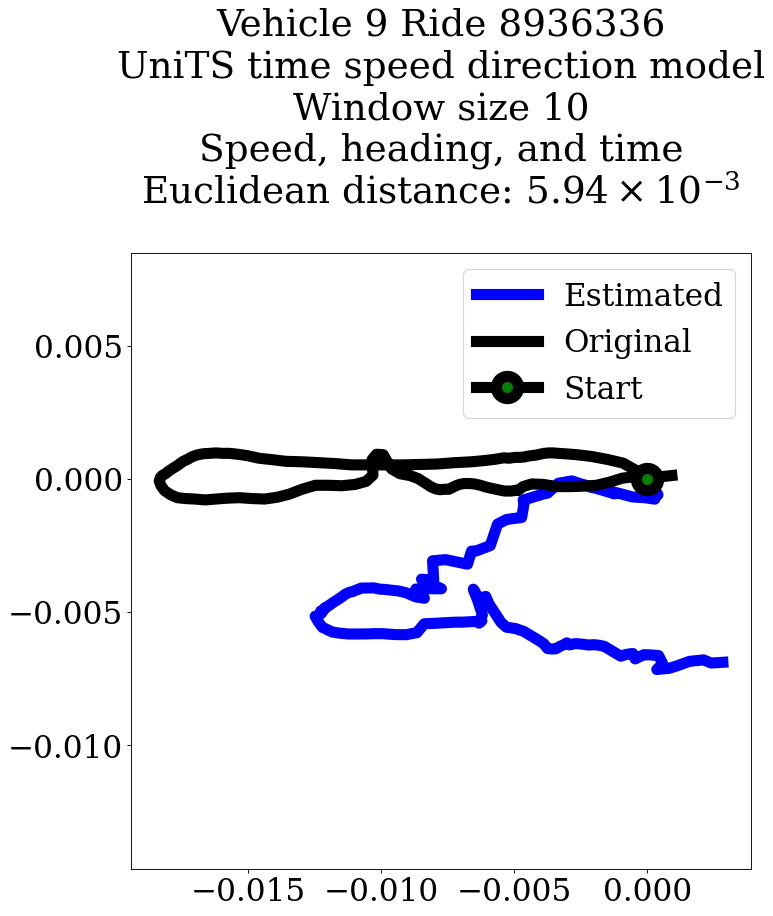 Vehicle 9 Ride 8936336
UniTS time speed direction model
Window size 10
Speed, heading, and time
Euclidean distance: 5.94 × 10⁻³
Estimated
Original
Start
0.005
0.000
−0.005
−0.010
−0.015 −0.010 −0.005 0.000